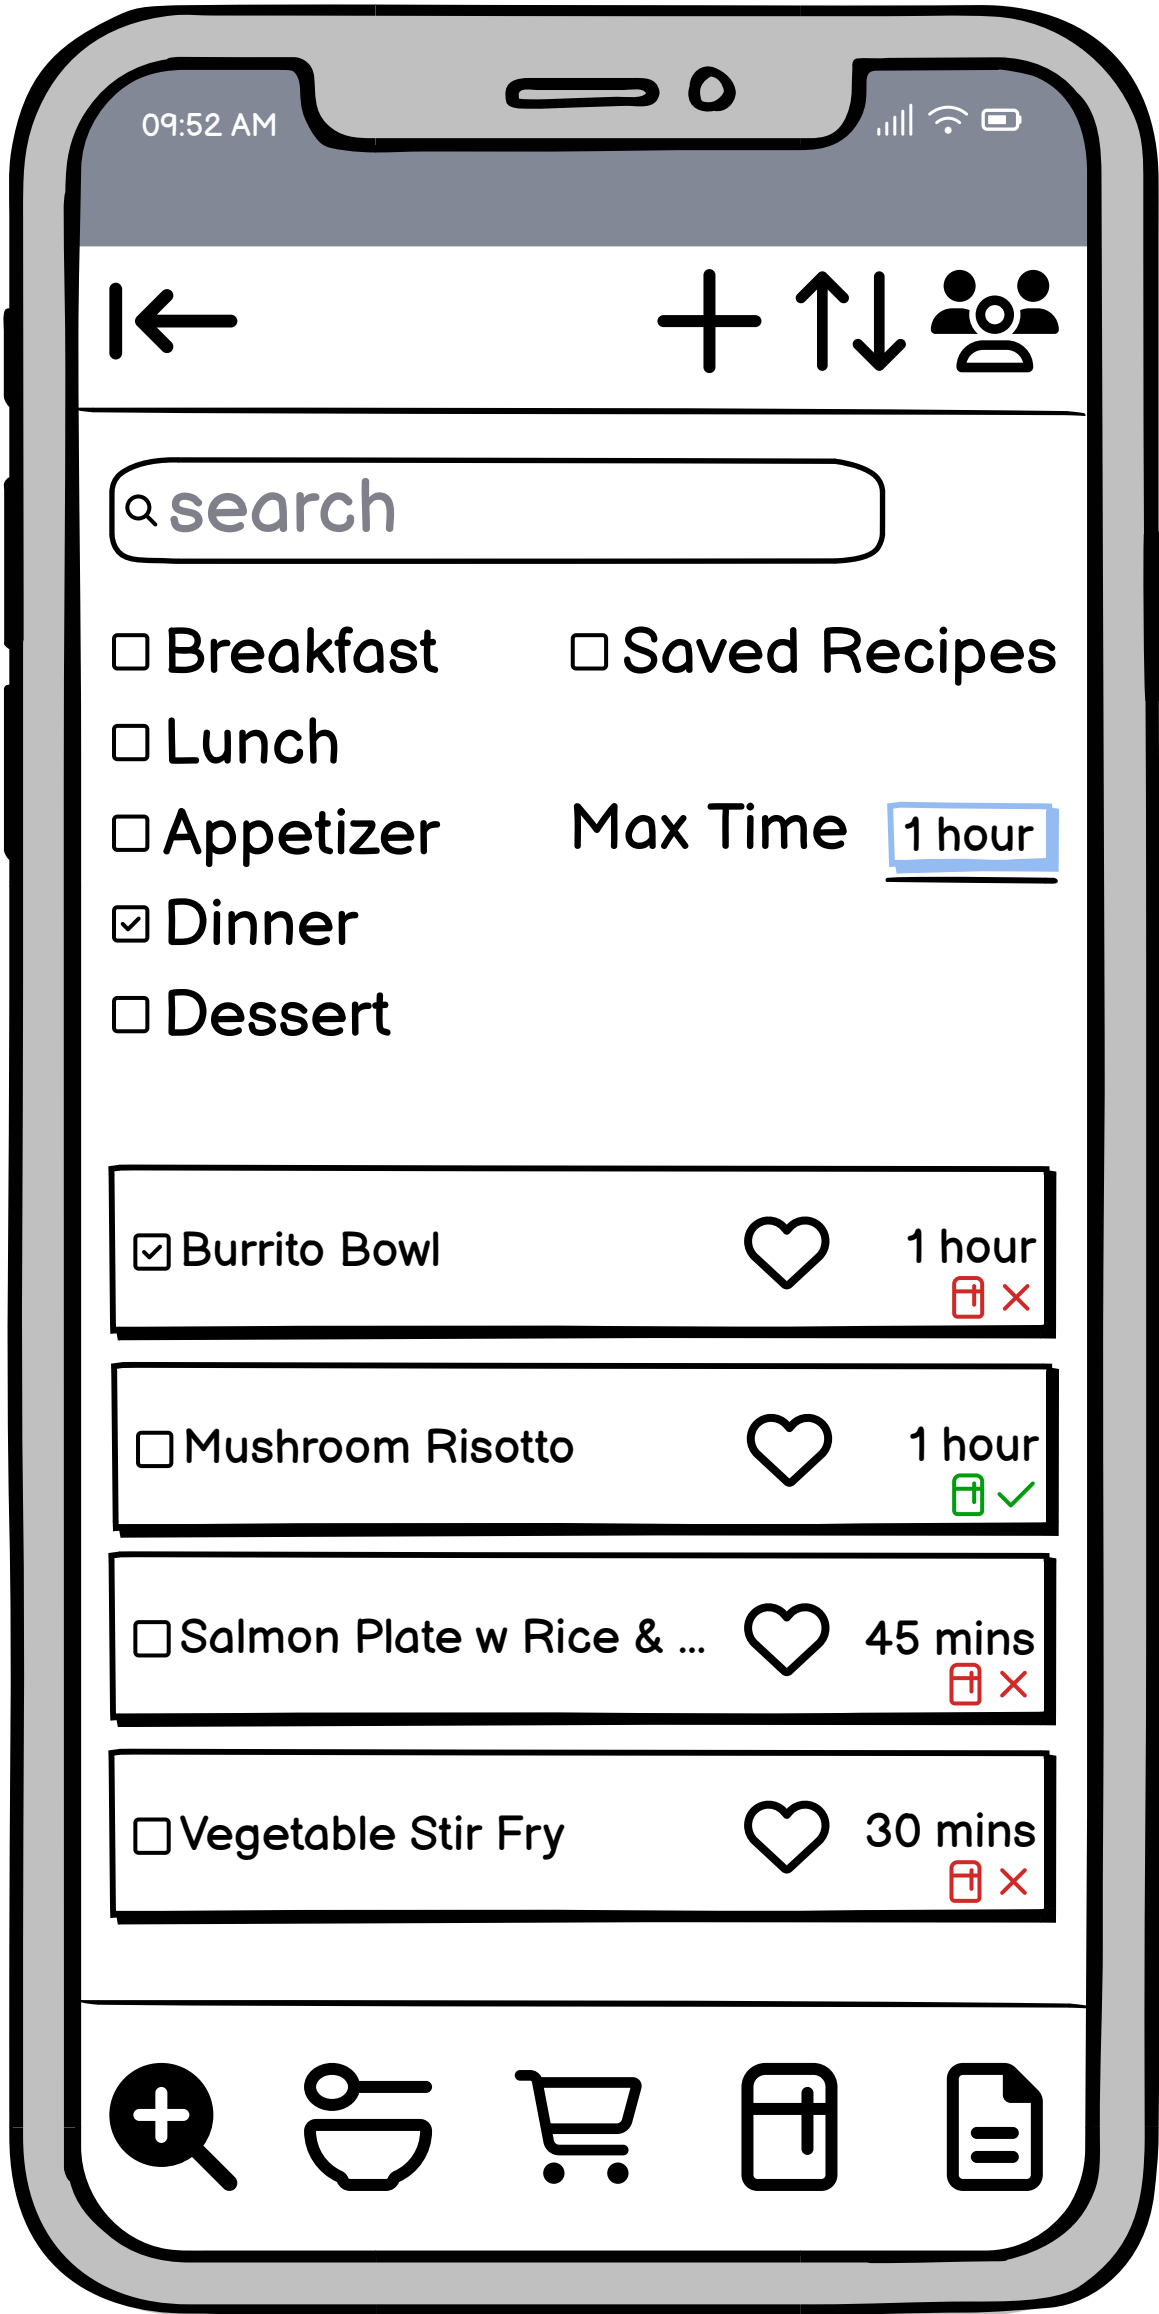 09:52 AM
search
Breakfast
Saved Recipes
Lunch
Appetizer
Max Time 1 hour
Dinner
Dessert
Burrito Bowl 1 hour
Mushroom Risotto 1 hour
Salmon Plate w Rice & ... 45 mins
Vegetable Stir Fry 30 mins